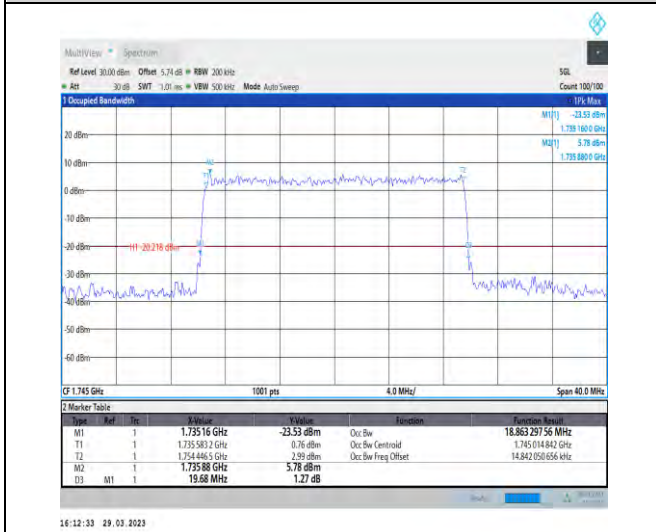 MultiView Spectrum
Ref Level 30.00 dBm Offset 5.74 dB RBW 200 kHz SGL
Att 30 dB SWT 1.01 ms VBW 500 kHz Mode Auto Sweep Count 100/100
1 Occupied Bandwidth 1Pk Max
M1[1] -23.53 dBm
1.739 160 0 GHz
M2[1] 5.78 dBm
1.735 880 0 GHz
20 dBm
10 dBm
0 dBm
-10 dBm
-20 dBm H1 -20.218 dBm
-30 dBm
-40 dBm
-50 dBm
-60 dBm
M2
T1
T2
CF 1.745 GHz 1001 pts 4.0 MHz/ Span 40.0 MHz
2 Marker Table
Type Ref Trc X-Value Y-Value Function Function Result
M1 1 1.735 16 GHz -23.53 dBm Occ Bw 18.863 297 56 MHz
T1 1 1.735 583 2 GHz 0.76 dBm Occ Bw Centroid 1.745 014 842 GHz
T2 1 1.754 446 5 GHz 2.99 dBm Occ Bw Freq Offset 14.842 050 656 kHz
M2 1 1.735 88 GHz 5.78 dBm
D3 M1 1 19.68 MHz 1.27 dB
16:12:33 29.03.2023